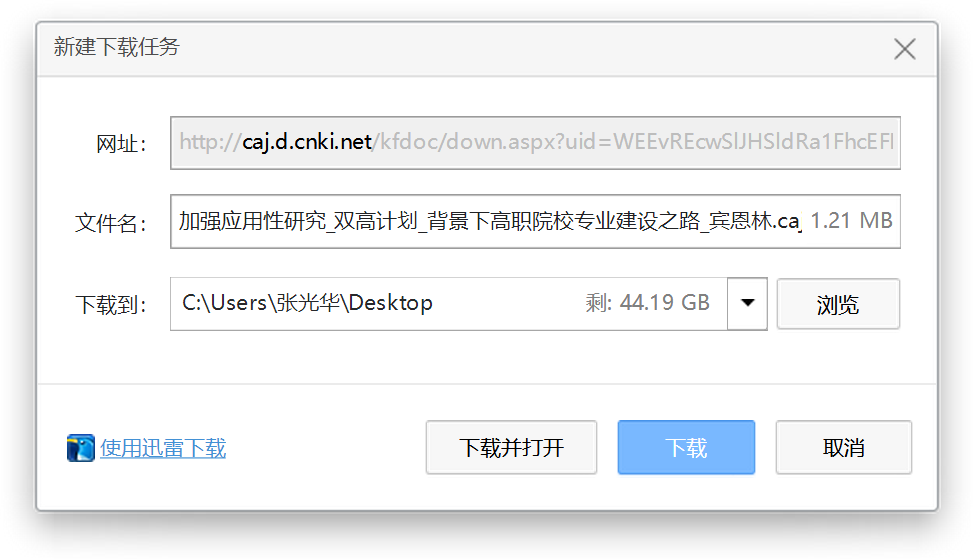 新建下载任务
网址: http://caj.d.cnki.net/kfdoc/down.aspx?uid=WEEvREcwSlJHSldRa1FhcEFl
文件名: 加强应用性研究_双高计划_背景下高职院校专业建设之路_宾恩林.caj 1.21 MB
下载到: C:\Users\张光华\Desktop 剩: 44.19 GB 浏览
使用迅雷下载 下载并打开 下载 取消